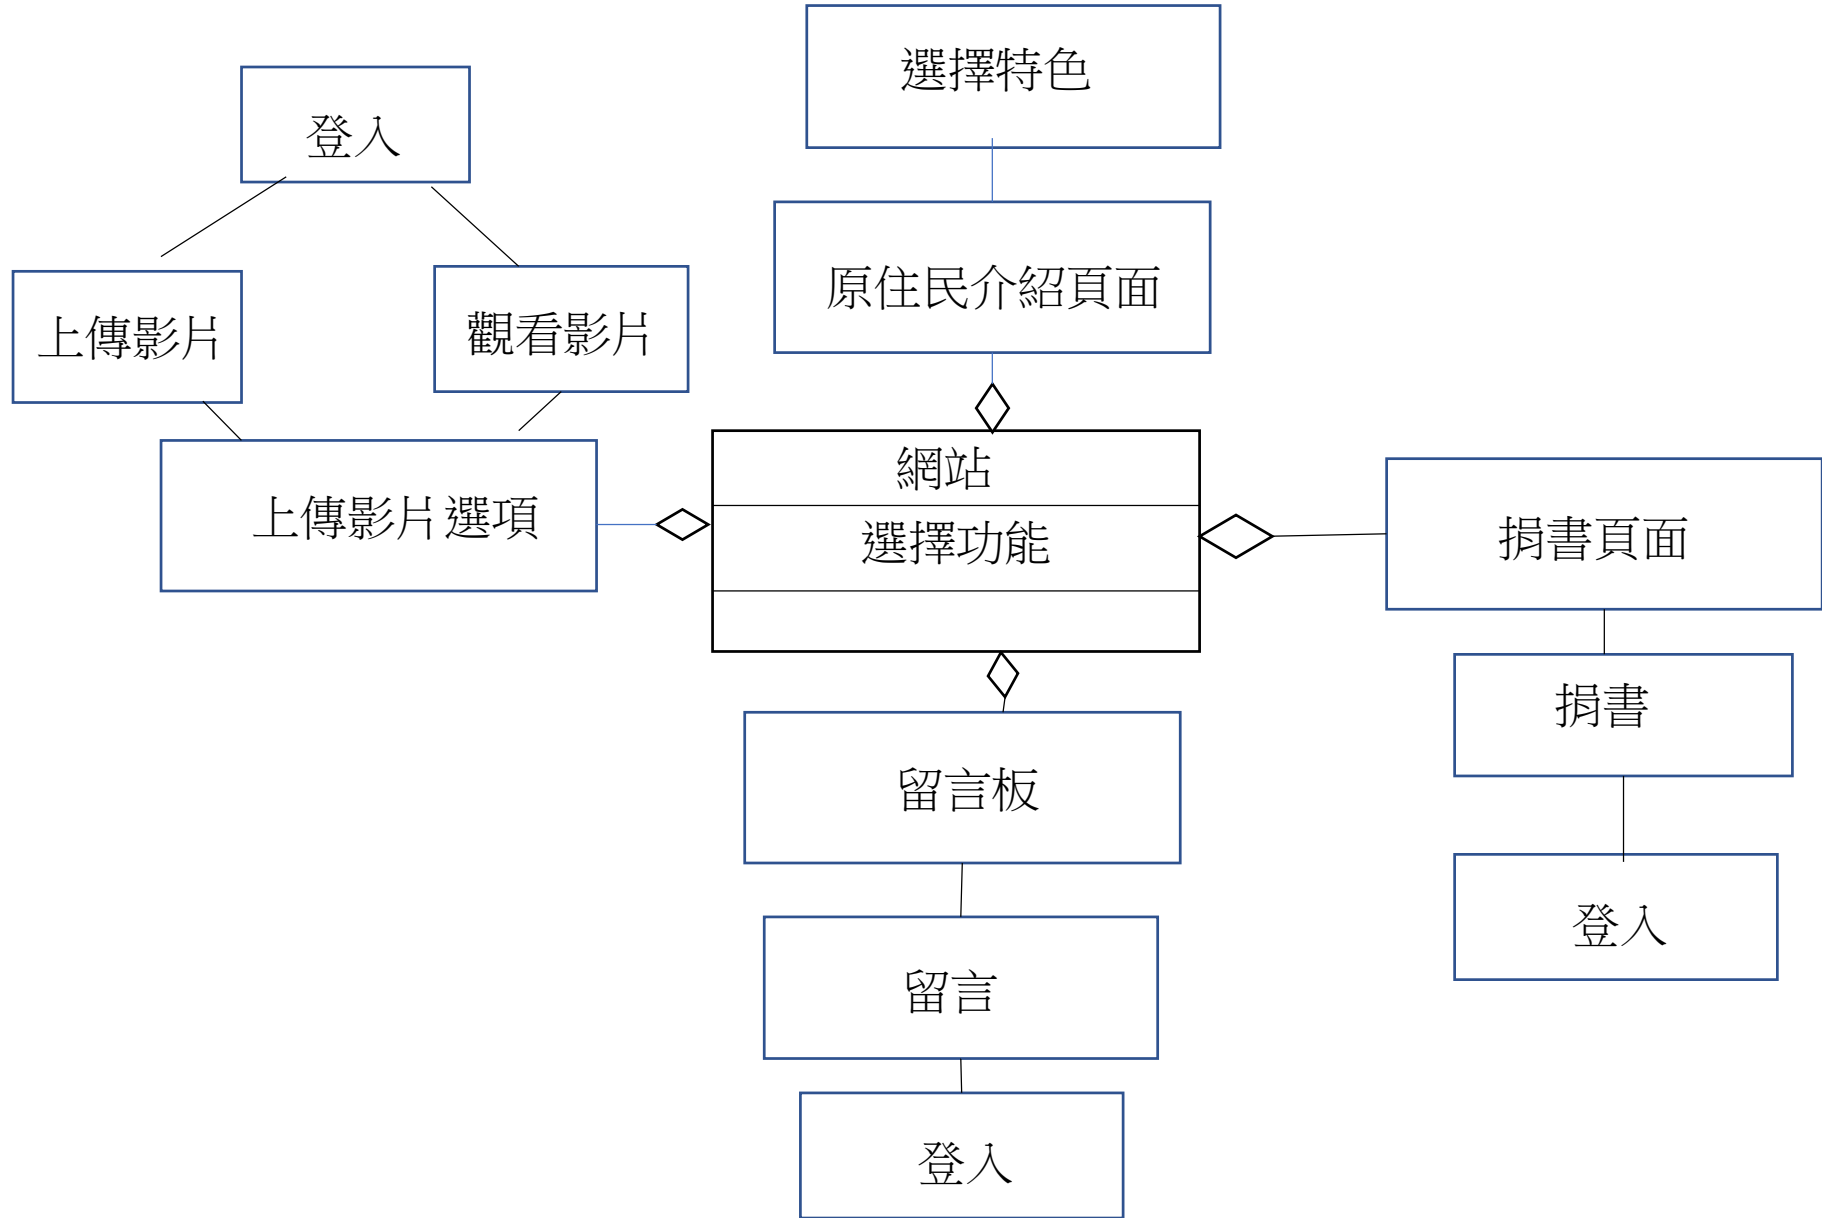 選擇特色
登入
原住民介紹頁面
上傳影片
觀看影片
網站
上傳影片選項
選擇功能
捐書頁面
捐書
留言板
登入
留言
登入